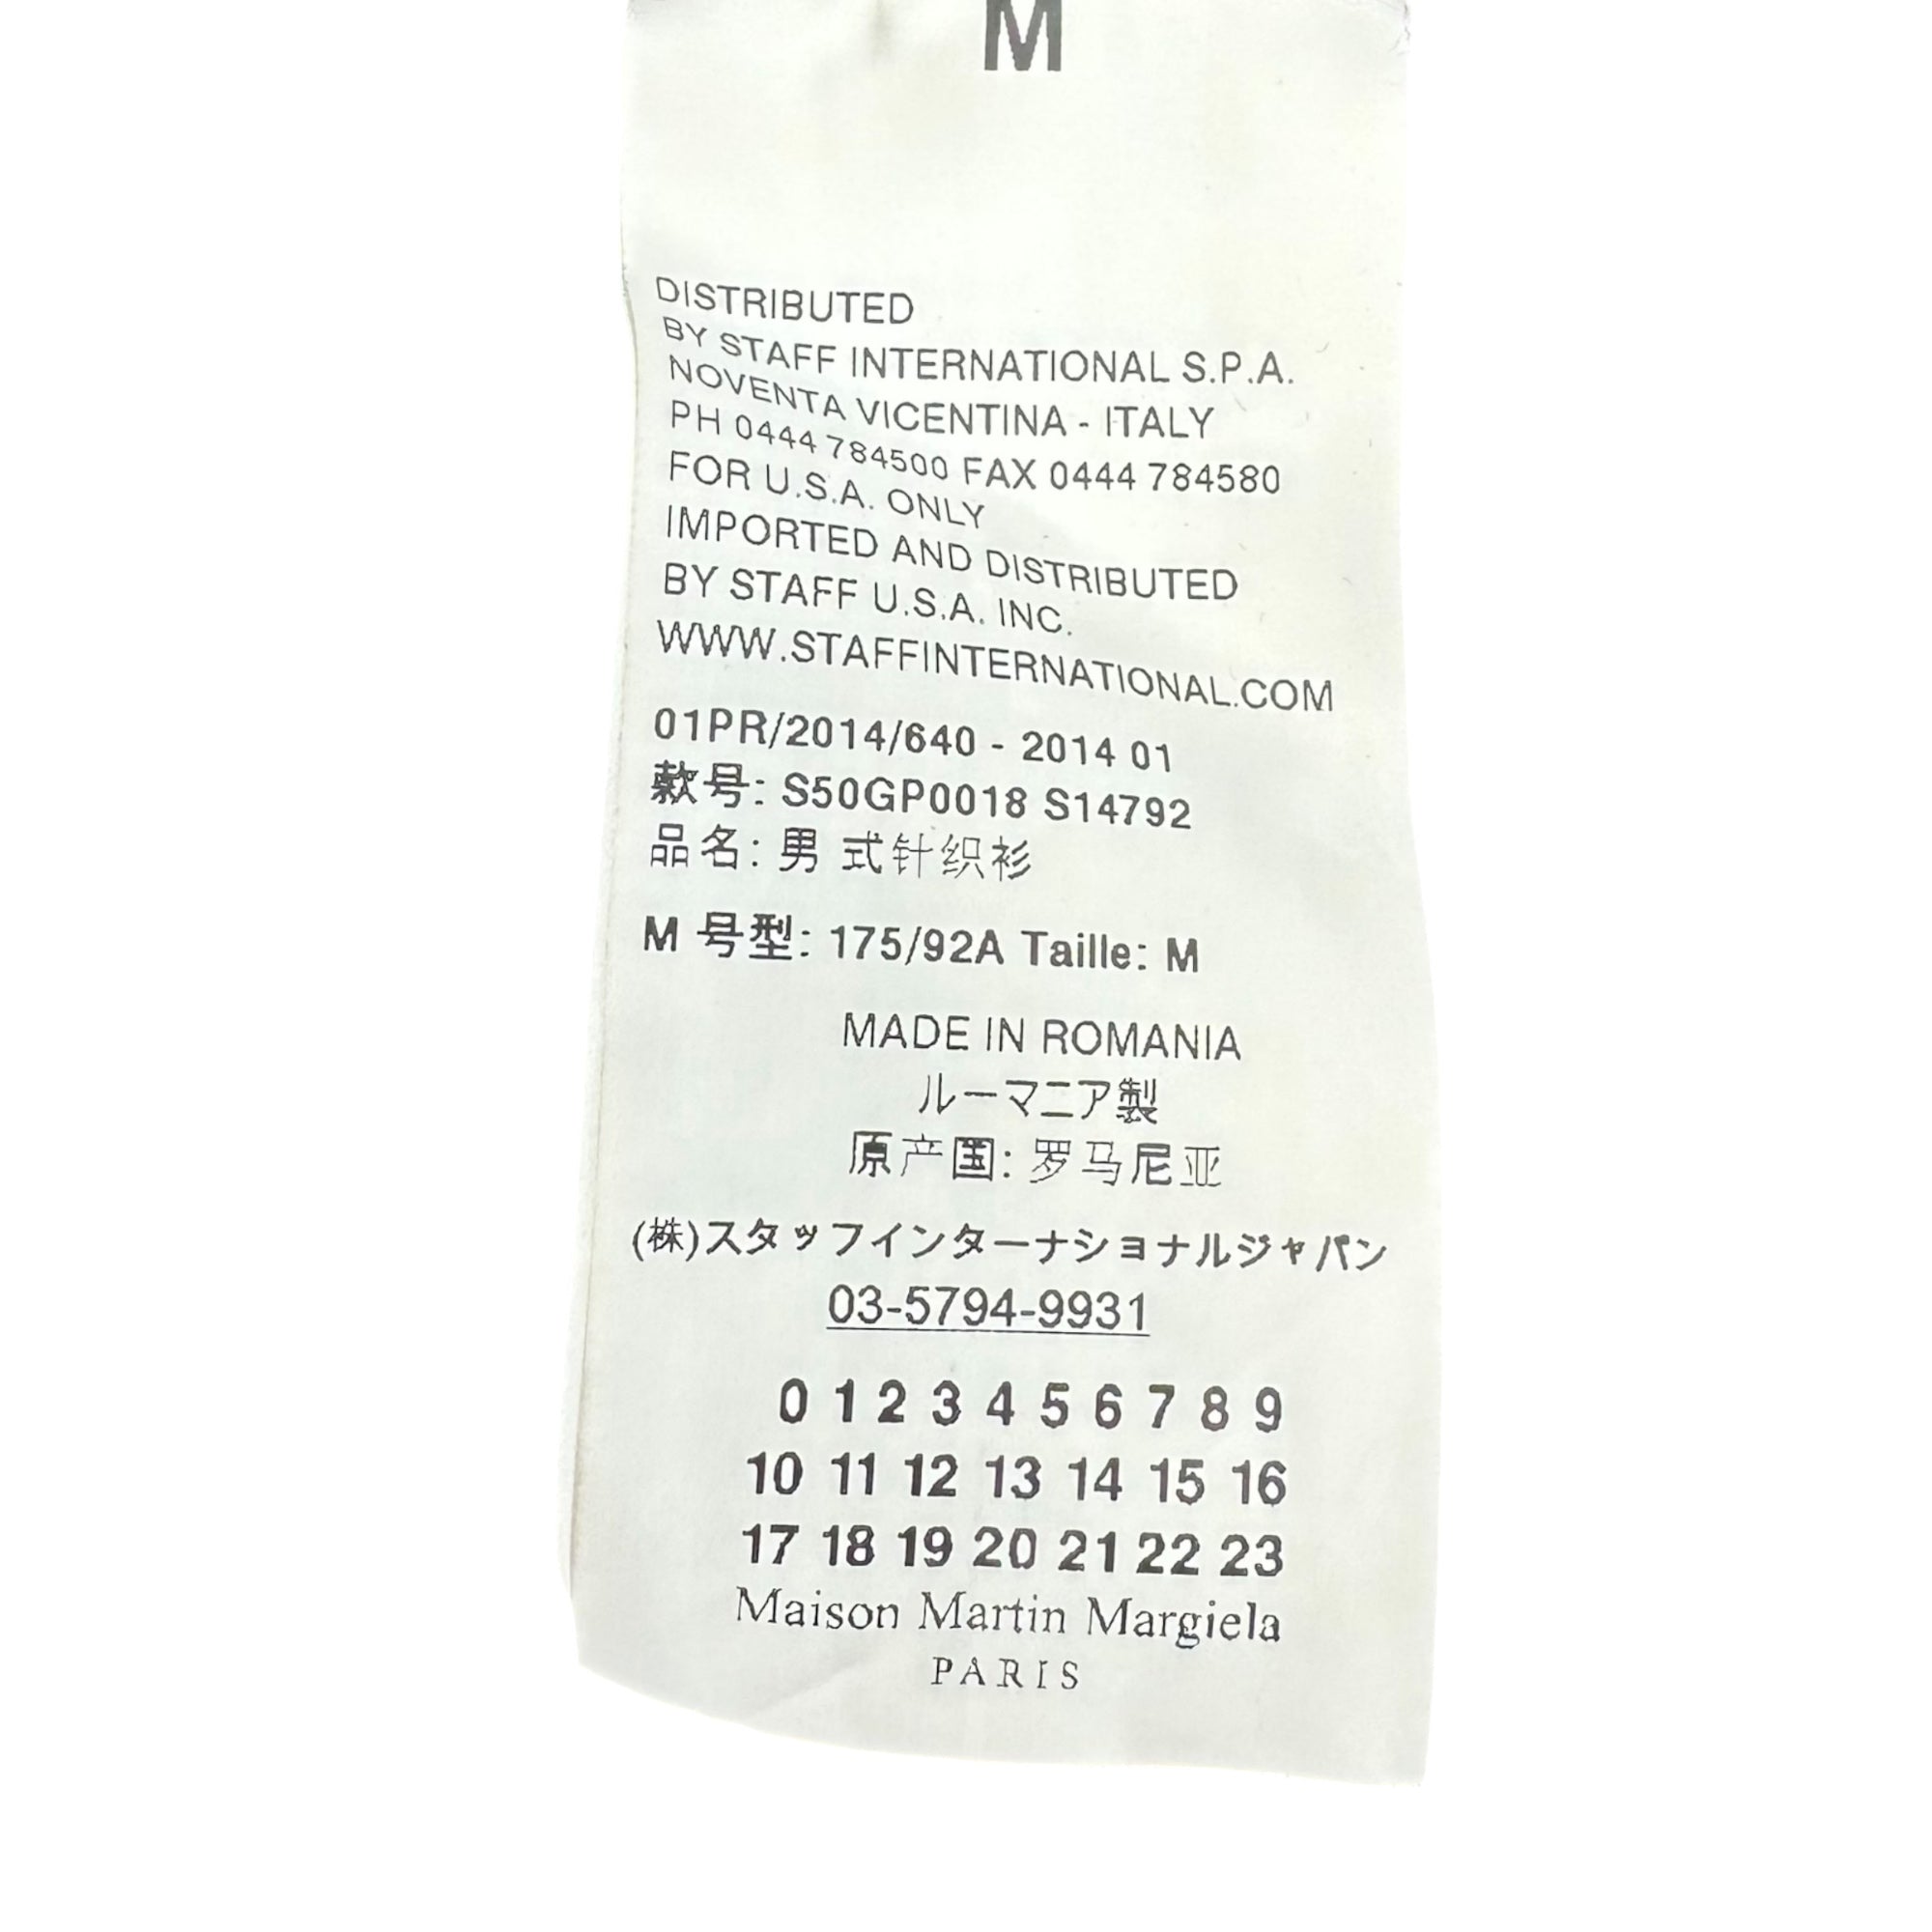 M
DISTRIBUTED
BY STAFF INTERNATIONAL S.P.A.
NOVENTA VICENTINA - ITALY
PH 0444 784500 FAX 0444 784580
FOR U.S.A. ONLY
IMPORTED AND DISTRIBUTED
BY STAFF U.S.A. INC.
WWW.STAFFINTERNATIONAL.COM
01PR/2014/640 - 2014 01
款号: S50GP0018 S14792
品名: 男 式针织衫
M 号型: 175/92A Taille: M
MADE IN ROMANIA
ルーマニア製
原产国: 罗马尼亚
(株)スタッフインターナショナルジャパン
03-5794-9931
0 1 2 3 4 5 6 7 8 9
10 11 12 13 14 15 16
17 18 19 20 21 22 23
Maison Martin Margiela
PARIS